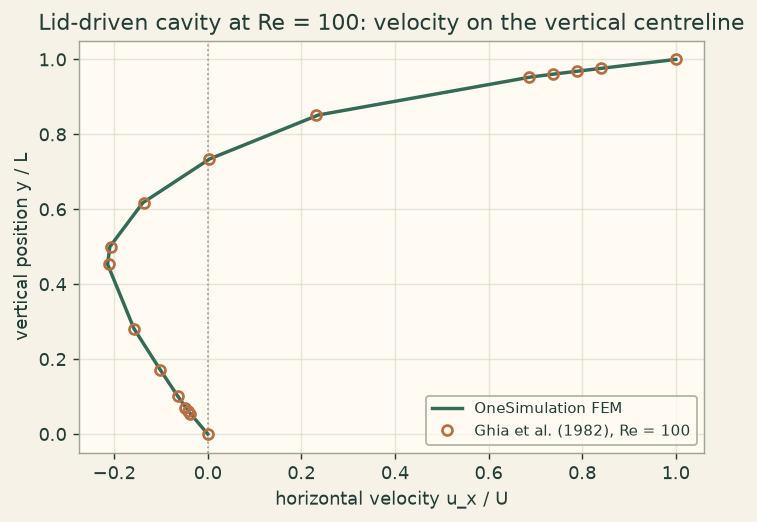 Lid-driven cavity at Re = 100: velocity on the vertical centreline
1.0
0.8
0.6
0.4
0.2
0.0
vertical position y / L
OneSimulation FEM
Ghia et al. (1982), Re = 100
−0.2 0.0 0.2 0.4 0.6 0.8 1.0
horizontal velocity u_x / U